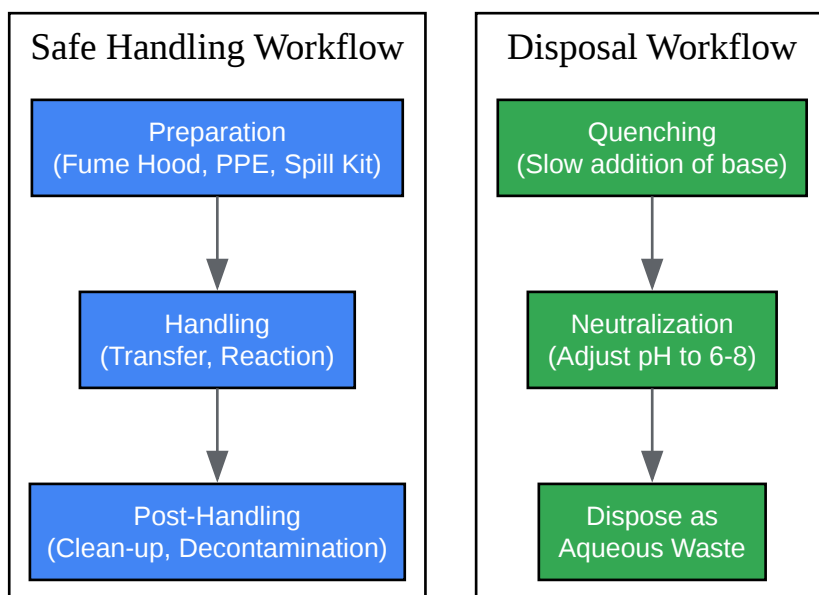 Safe Handling Workflow
Preparation
(Fume Hood, PPE, Spill Kit)
Handling
(Transfer, Reaction)
Post-Handling
(Clean-up, Decontamination)
Disposal Workflow
Quenching
(Slow addition of base)
Neutralization
(Adjust pH to 6-8)
Dispose as
Aqueous Waste